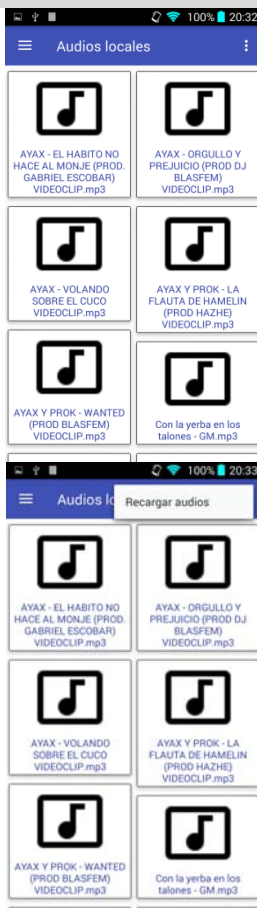 100% 20:32
Audios locales
AYAX - EL HABITO NO
HACE AL MONJE (PROD.
GABRIEL ESCOBAR)
VIDEOCLIP.mp3
AYAX - ORGULLO Y
PREJUICIO (PROD DJ
BLASFEM)
VIDEOCLIP.mp3
AYAX - VOLANDO
SOBRE EL CUCO
VIDEOCLIP.mp3
AYAX Y PROK - LA
FLAUTA DE HAMELIN
(PROD HAZHE)
VIDEOCLIP.mp3
AYAX Y PROK - WANTED
(PROD BLASFEM)
VIDEOCLIP.mp3
Con la yerba en los
talones - GM.mp3
100% 20:33
Audios lo
Recargar audios
AYAX - EL HABITO NO
HACE AL MONJE (PROD.
GABRIEL ESCOBAR)
VIDEOCLIP.mp3
AYAX - ORGULLO Y
PREJUICIO (PROD DJ
BLASFEM)
VIDEOCLIP.mp3
AYAX - VOLANDO
SOBRE EL CUCO
VIDEOCLIP.mp3
AYAX Y PROK - LA
FLAUTA DE HAMELIN
(PROD HAZHE)
VIDEOCLIP.mp3
AYAX Y PROK - WANTED
(PROD BLASFEM)
VIDEOCLIP.mp3
Con la yerba en los
talones - GM.mp3